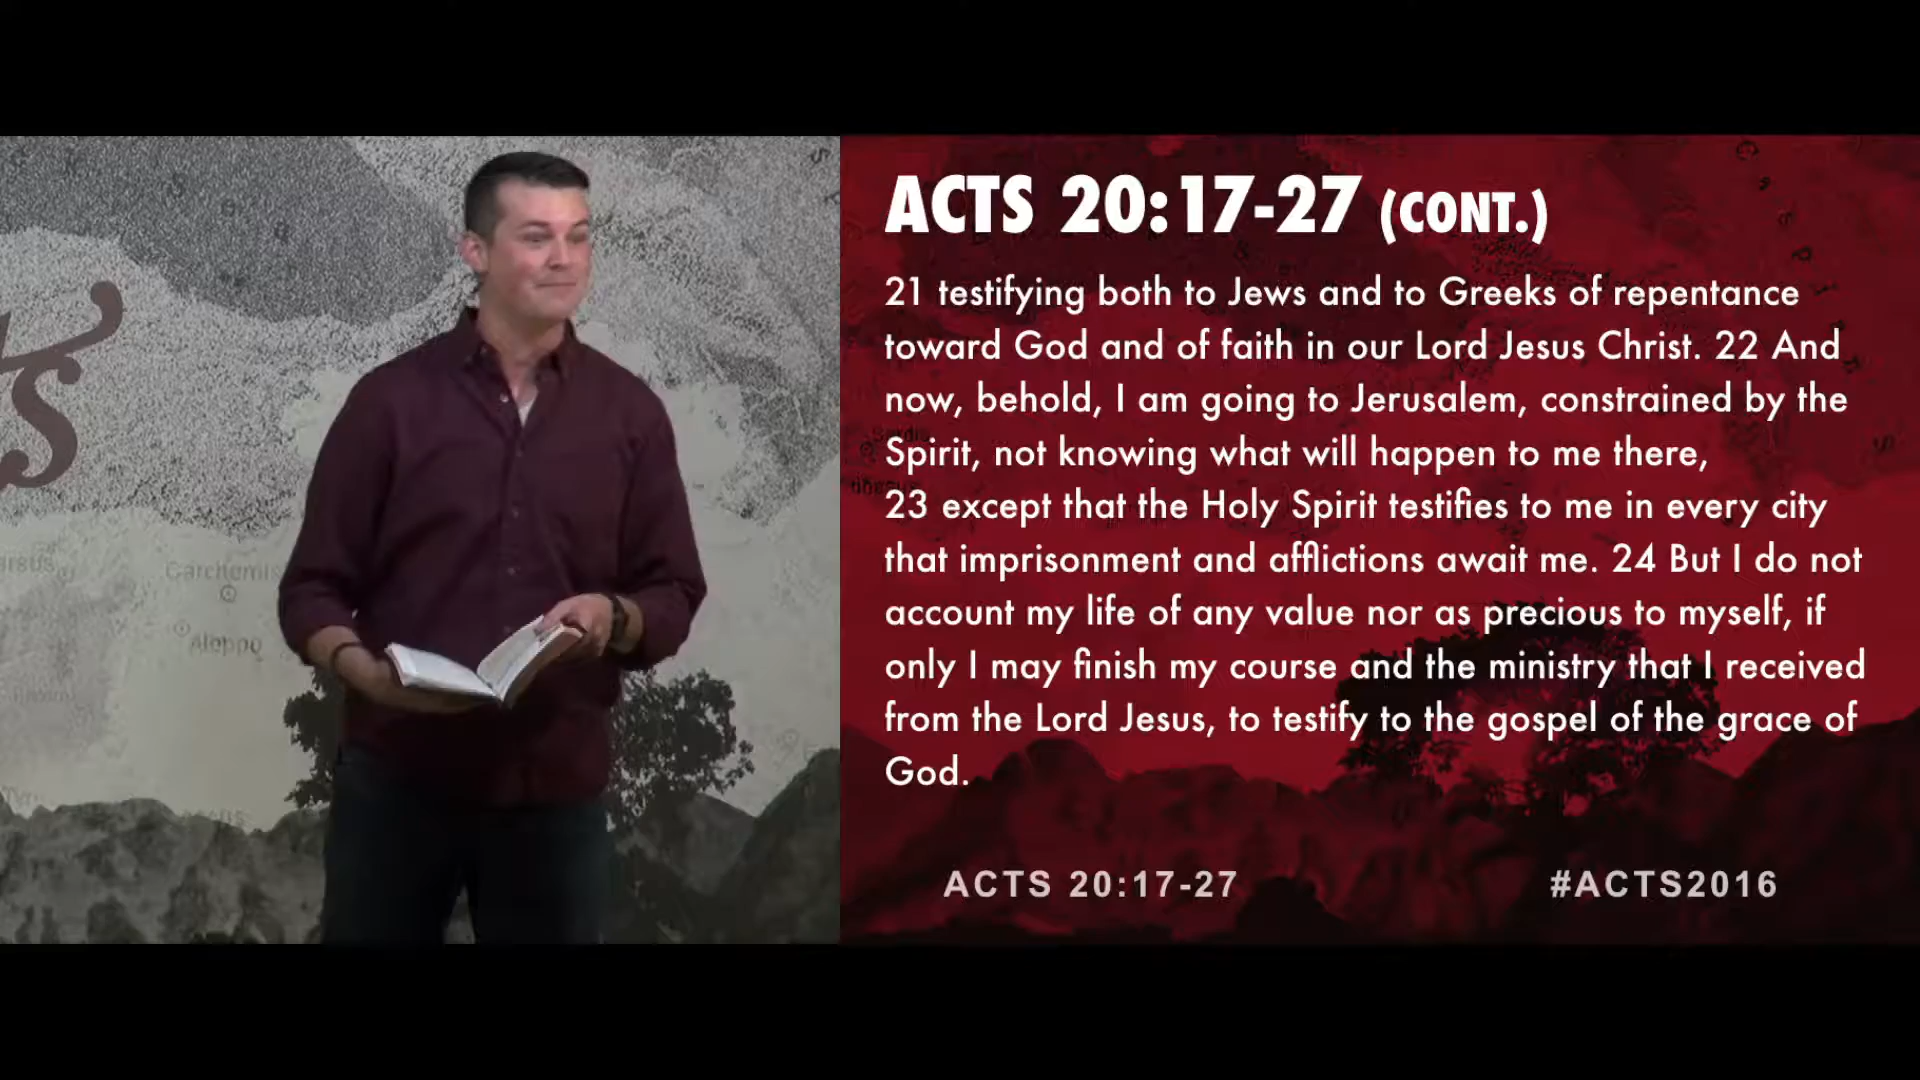 ACTS 20:17-27 (CONT.)
21 testifying both to Jews and to Greeks of repentance
toward God and of faith in our Lord Jesus Christ. 22 And
now, behold, I am going to Jerusalem, constrained by the
Spirit, not knowing what will happen to me there,
23 except that the Holy Spirit testifies to me in every city
that imprisonment and afflictions await me. 24 But I do not
account my life of any value nor as precious to myself, if
only I may finish my course and the ministry that I received
from the Lord Jesus, to testify to the gospel of the grace of
God.
ACTS 20:17-27
#ACTS2016
Carchemis
Aleppo